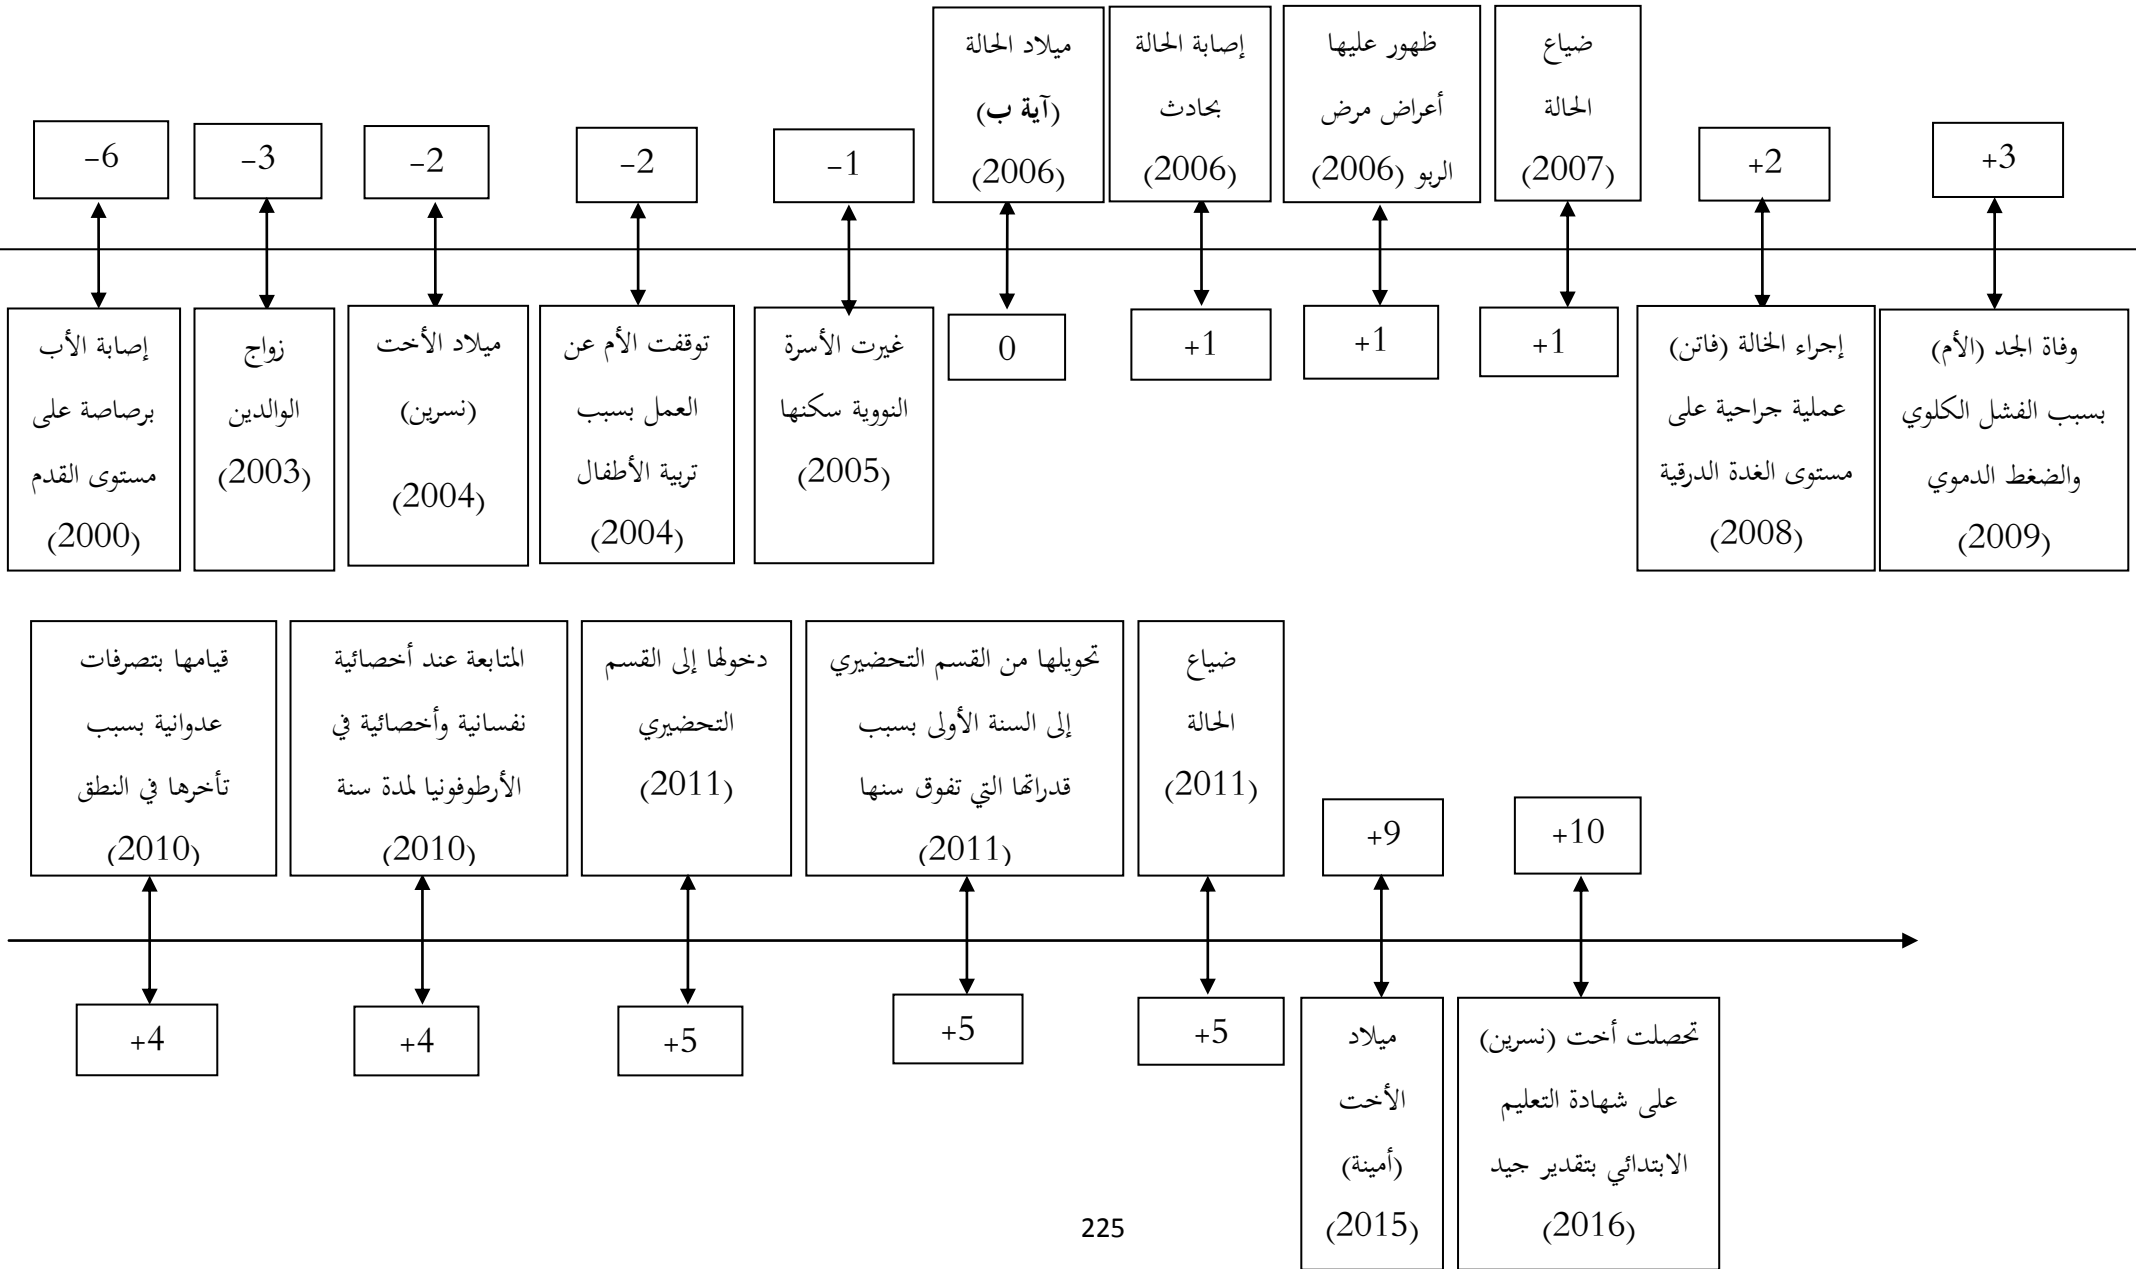 -6
إصابة الأب
برصاصة على
مستوى القدم
(2000)
-3
زواج
الوالدين
(2003)
-2
ميلاد الأخت
(نسرين)
(2004)
-2
توقفت الأم عن
العمل بسبب
تربية الأطفال
(2004)
-1
غيرت الأسرة
النووية سكنها
(2005)
ميلاد الحالة
(آية ب)
(2006)
0
إصابة الحالة
بحادث
(2006)
+1
ظهور عليها
أعراض مرض
الربو (2006)
+1
ضياع
الحالة
(2007)
+1
+2
إجراء الخالة (فاتن)
عملية جراحية على
مستوى الغدة الدرقية
(2008)
+3
وفاة الجد (الأم)
بسبب الفشل الكلوي
والضغط الدموي
(2009)
قيامها بتصرفات
عدوانية بسبب
تأخرها في النطق
(2010)
+4
المتابعة عند أخصائية
نفسانية وأخصائية في
الأرطوفونيا لمدة سنة
(2010)
+4
دخولها إلى القسم
التحضيري
(2011)
+5
تحويلها من القسم التحضيري
إلى السنة الأولى بسبب
قدراتها التي تفوق سنها
(2011)
+5
ضياع
الحالة
(2011)
+5
+9
ميلاد
الأخت
(أمينة)
(2015)
+10
تحصلت أخت (نسرين)
على شهادة التعليم
الابتدائي بتقدير جيد
(2016)
225